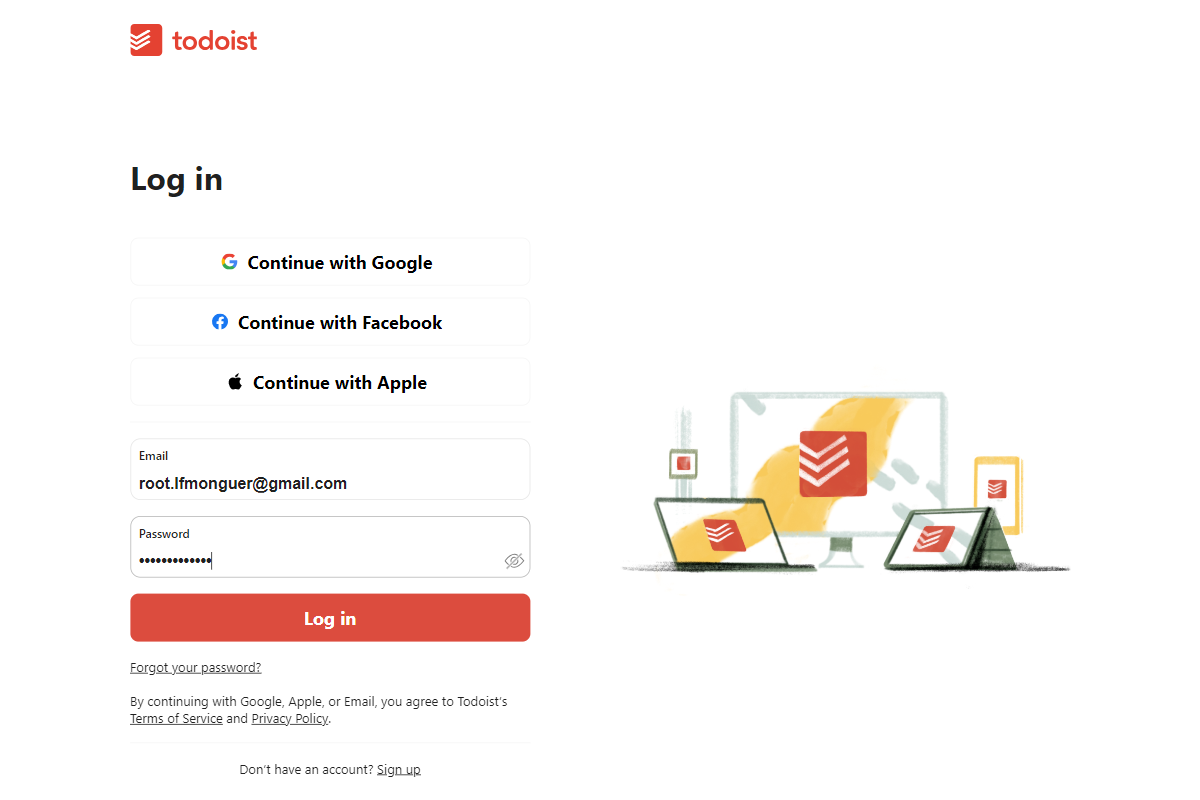 todoist
Log in
Continue with Google
Continue with Facebook
Continue with Apple
Email
root.lfmonguer@gmail.com
Password
•••••••••••••
Log in
Forgot your password?
By continuing with Google, Apple, or Email, you agree to Todoist’s
Terms of Service and Privacy Policy.
Don’t have an account? Sign up